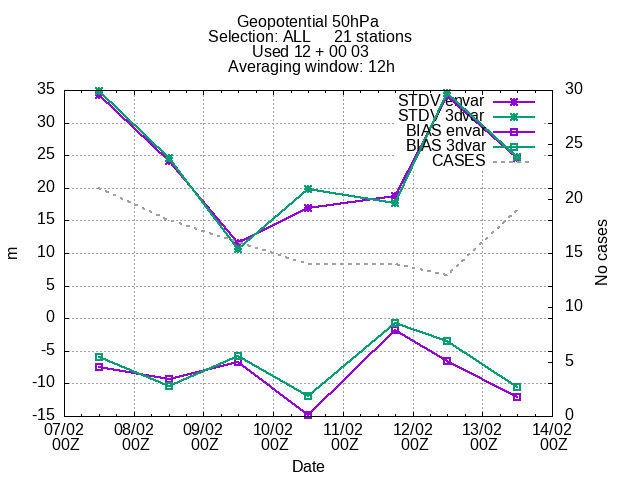 Geopotential 50hPa
Selection: ALL 21 stations
Used 12 + 00 03
Averaging window: 12h
35
30
25
20
15
10
5
0
-5
-10
-15
m
30
25
20
15
10
5
0
No cases
STDV envar
STDV 3dvar
BIAS envar
BIAS 3dvar
CASES
07/02 08/02 09/02 10/02 11/02 12/02 13/02 14/02
00Z 00Z 00Z 00Z 00Z 00Z 00Z 00Z
Date